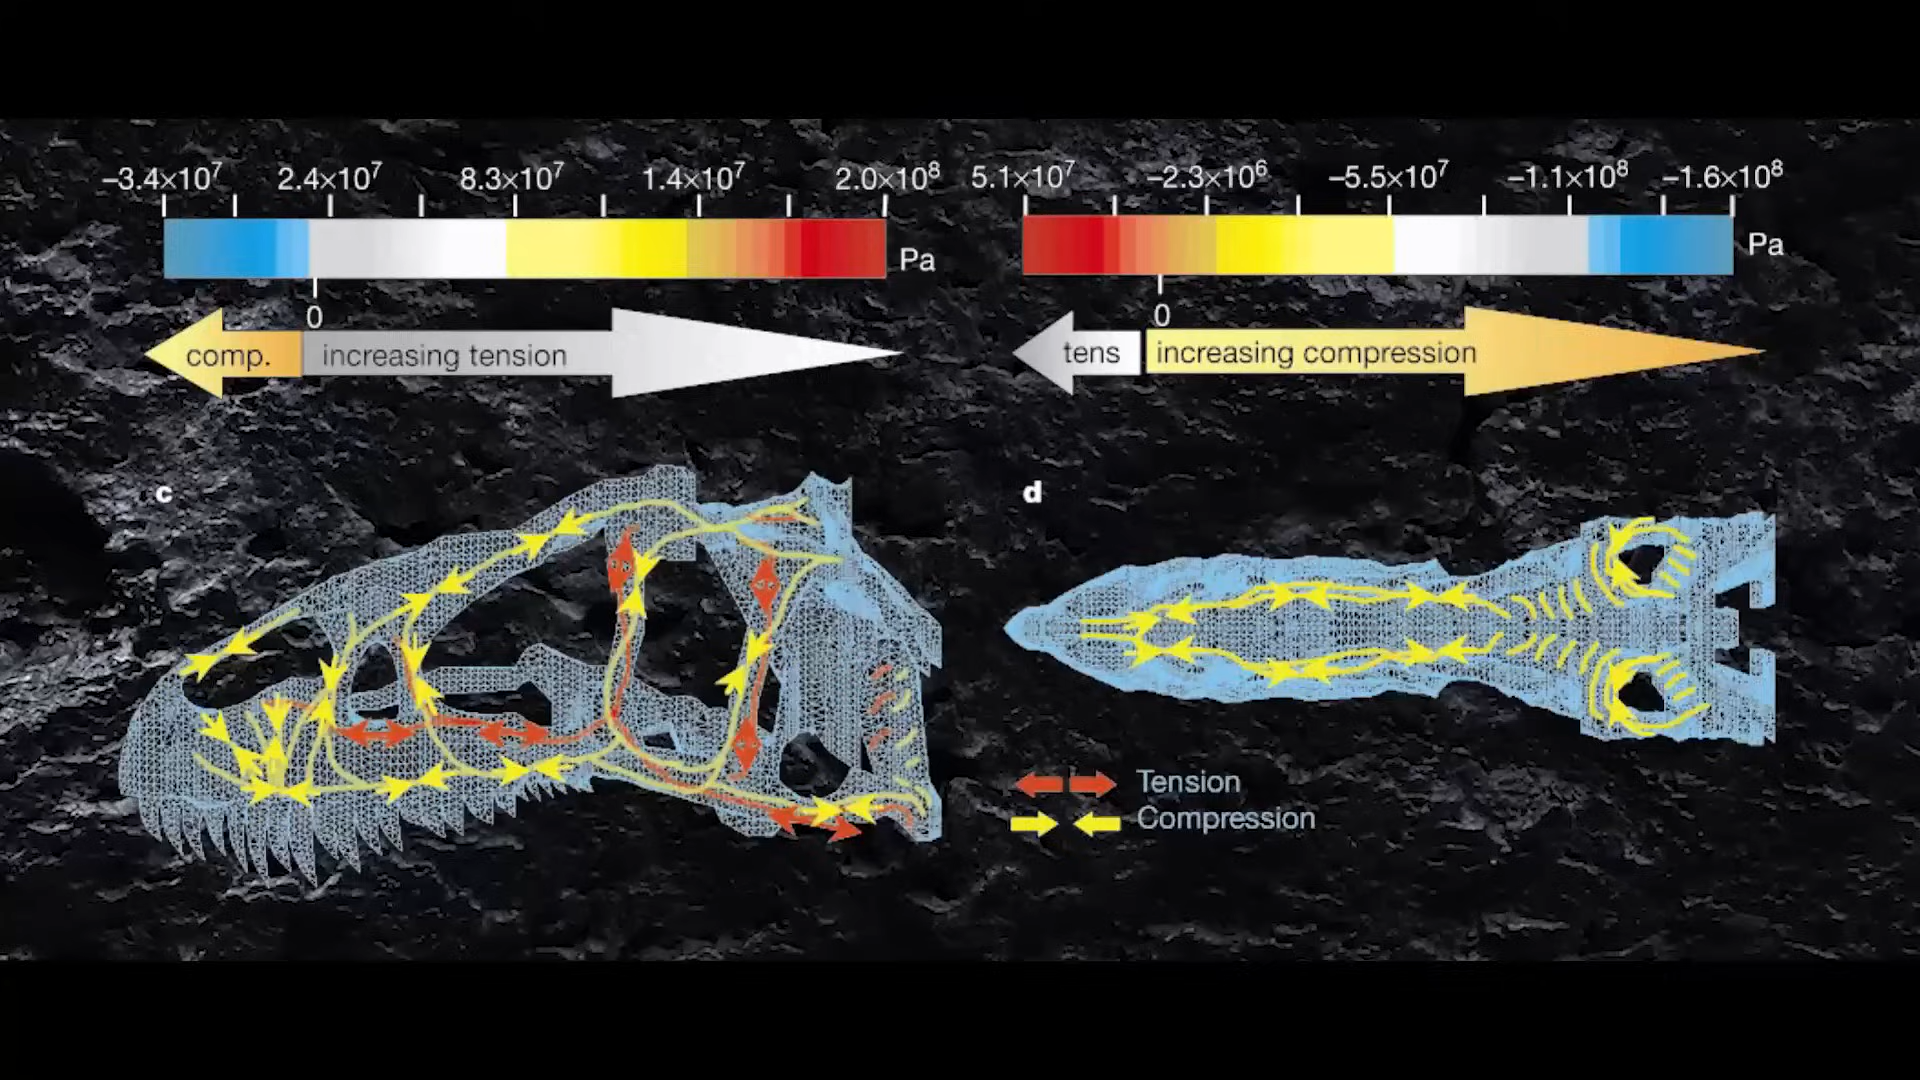 −3.4×10⁷ 2.4×10⁷ 8.3×10⁷ 1.4×10⁷ 2.0×10⁸
Pa
0
comp. increasing tension
5.1×10⁷ −2.3×10⁶ −5.5×10⁷ −1.1×10⁸ −1.6×10⁸
Pa
0
tens increasing compression
c
d
Tension
Compression